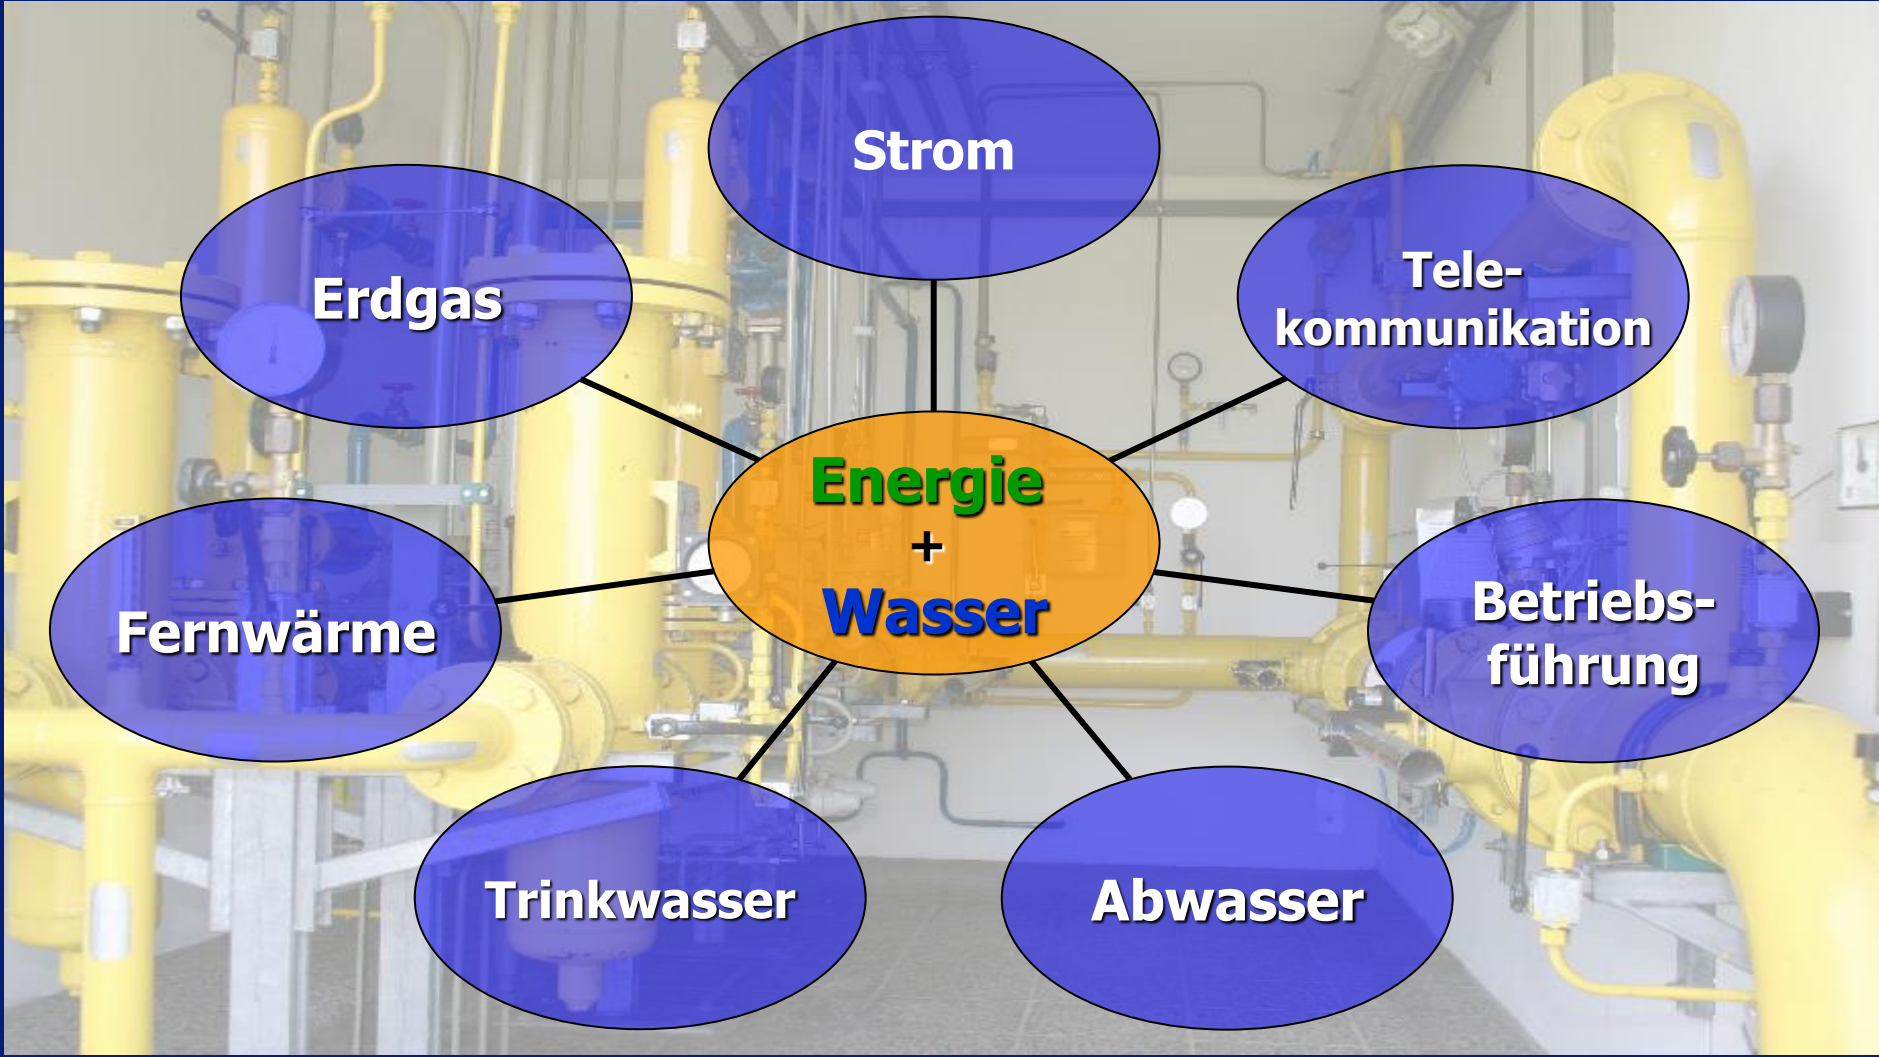 Strom
Erdgas
Tele-
kommunikation
Energie
+
Wasser
Fernwärme
Betriebs-
führung
Trinkwasser
Abwasser